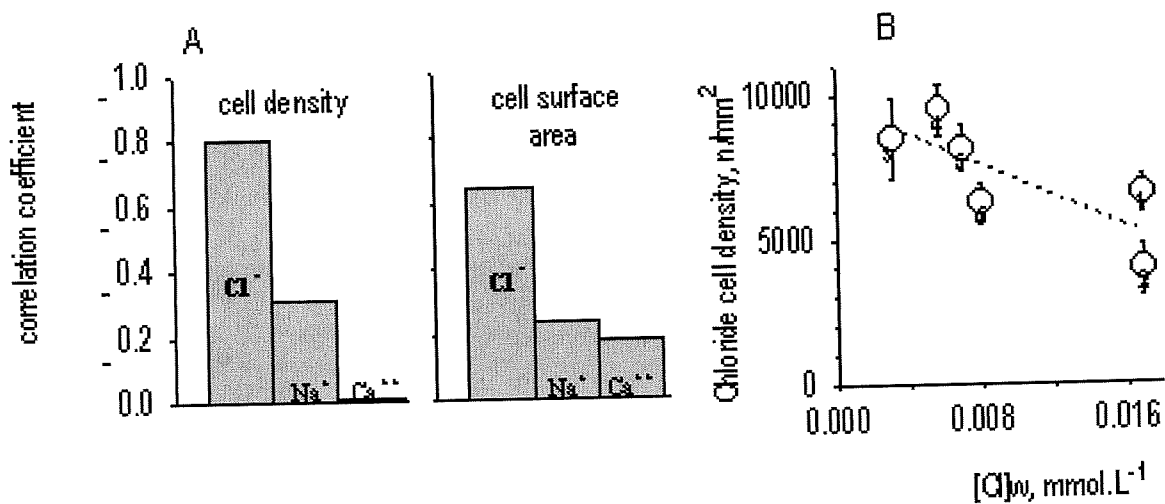 A
correlation coefficient
- 1.0
- 0.8
- 0.6
- 0.4
- 0.2
0.0
cell density
Cl-
Na+
Ca++
cell surface
area
Cl-
Na+
Ca++
B
Chloride cell density, n.mm2
10000
5000
0
0.000
0.008
0.016
[Cl]w, mmol.L-1